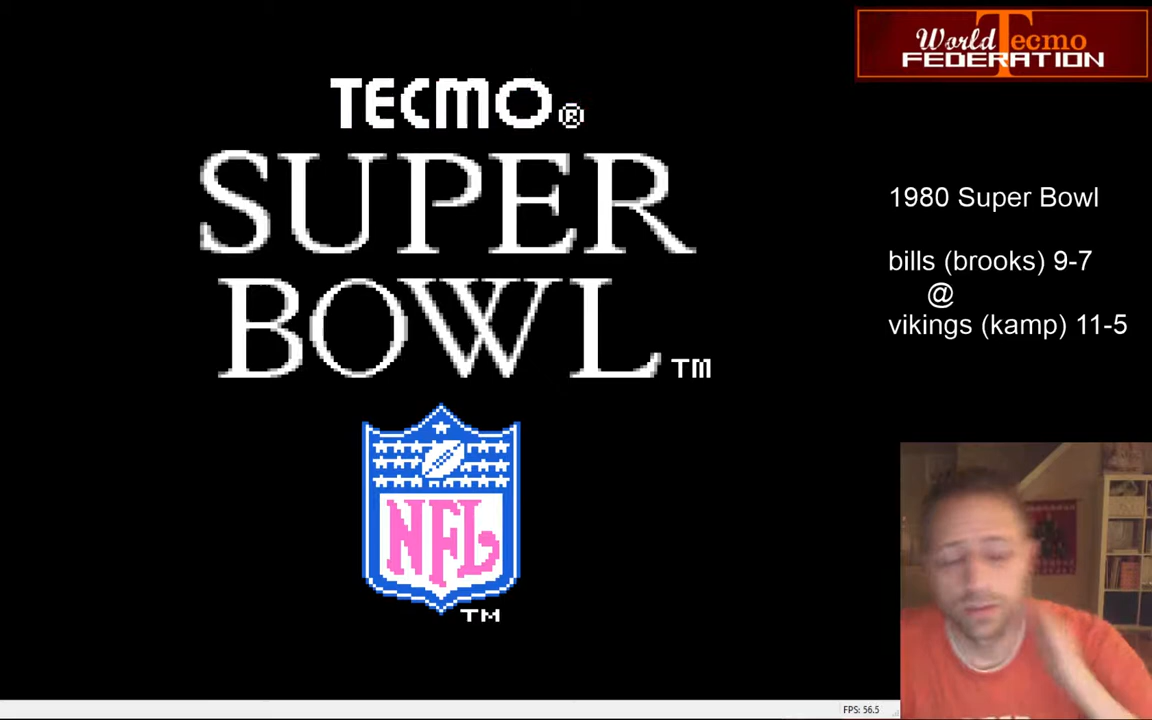 World Tecmo
FEDERATION
TECMO®
SUPER
BOWL™
NFL
TM
1980 Super Bowl
bills (brooks) 9-7
@
vikings (kamp) 11-5
FPS: 56.5